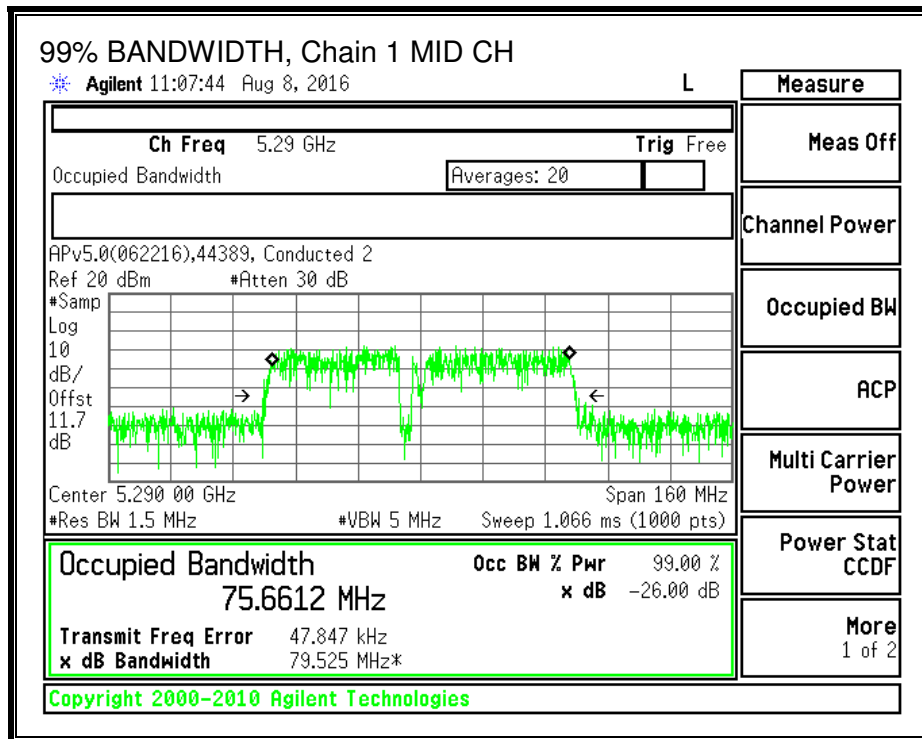 99% BANDWIDTH, Chain 1 MID CH
Agilent 11:07:44 Aug 8, 2016 L
Measure
Ch Freq 5.29 GHz Trig Free
Meas Off
Occupied Bandwidth Averages: 20
Channel Power
APv5.0(062216),44389, Conducted 2
Ref 20 dBm #Atten 30 dB
#Samp
Log
10
dB/
Offst
11.7
dB
Occupied BW
ACP
Multi Carrier
Power
Center 5.290 00 GHz Span 160 MHz
#Res BW 1.5 MHz #VBW 5 MHz Sweep 1.066 ms (1000 pts)
Power Stat
CCDF
Occupied Bandwidth Occ BW % Pwr 99.00 %
75.6612 MHz x dB -26.00 dB
Transmit Freq Error 47.847 kHz
x dB Bandwidth 79.525 MHz*
More
1 of 2
Copyright 2000-2010 Agilent Technologies